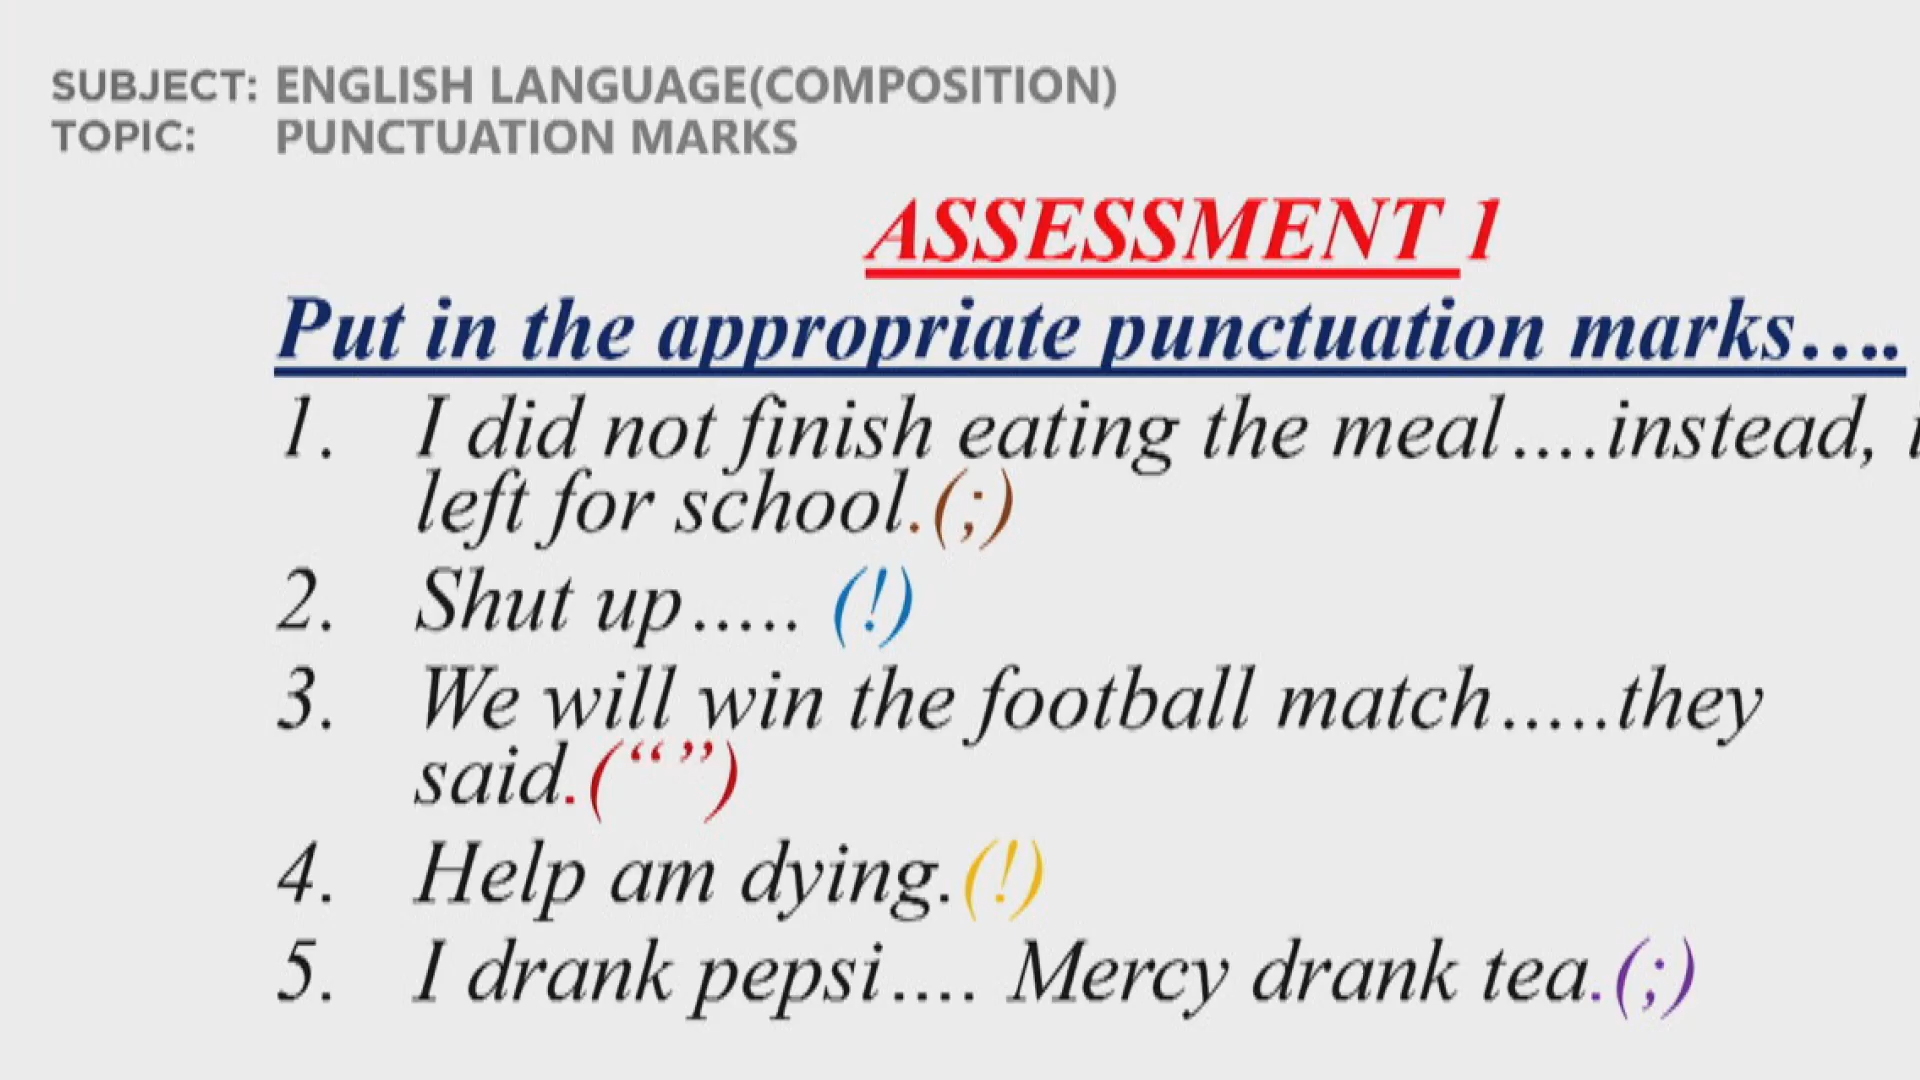 SUBJECT: ENGLISH LANGUAGE(COMPOSITION)
TOPIC: PUNCTUATION MARKS
ASSESSMENT 1
Put in the appropriate punctuation marks….
1. I did not finish eating the meal….instead,
left for school.(;)
2. Shut up….. (!)
3. We will win the football match…..they
said.(“ ”)
4. Help am dying.(!)
5. I drank pepsi…. Mercy drank tea.(;)